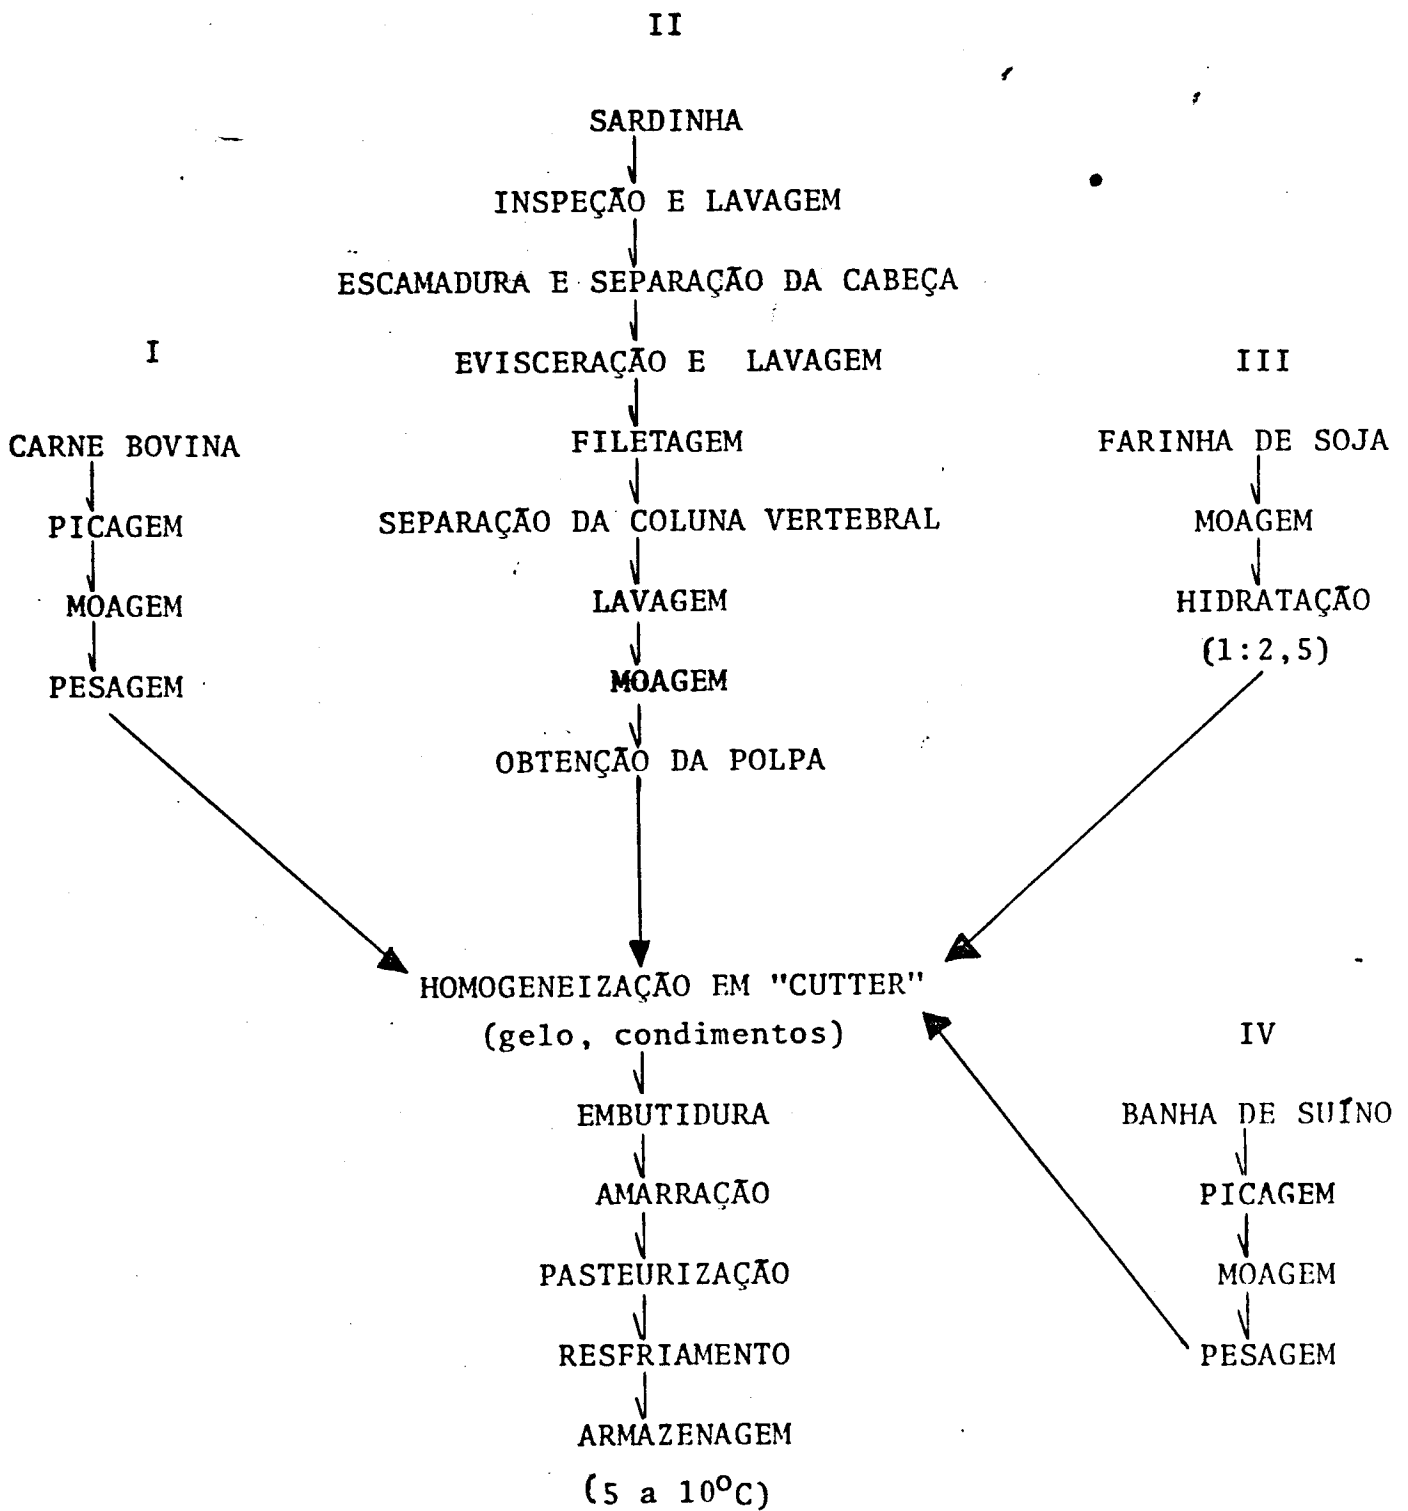 II
SARDINHA
INSPEÇÃO E LAVAGEM
ESCAMADURA E SEPARAÇÃO DA CABEÇA
EVISCERAÇÃO E LAVAGEM
FILETAGEM
SEPARAÇÃO DA COLUNA VERTEBRAL
LAVAGEM
MOAGEM
OBTENÇÃO DA POLPA
I
CARNE BOVINA
PICAGEM
MOAGEM
PESAGEM
III
FARINHA DE SOJA
MOAGEM
HIDRATAÇÃO
(1:2,5)
HOMOGENEIZAÇÃO EM "CUTTER"
(gelo, condimentos)
EMBUTIDURA
AMARRAÇÃO
PASTEURIZAÇÃO
RESFRIAMENTO
ARMAZENAGEM
(5 a 10ºC)
IV
BANHA DE SUÍNO
PICAGEM
MOAGEM
PESAGEM